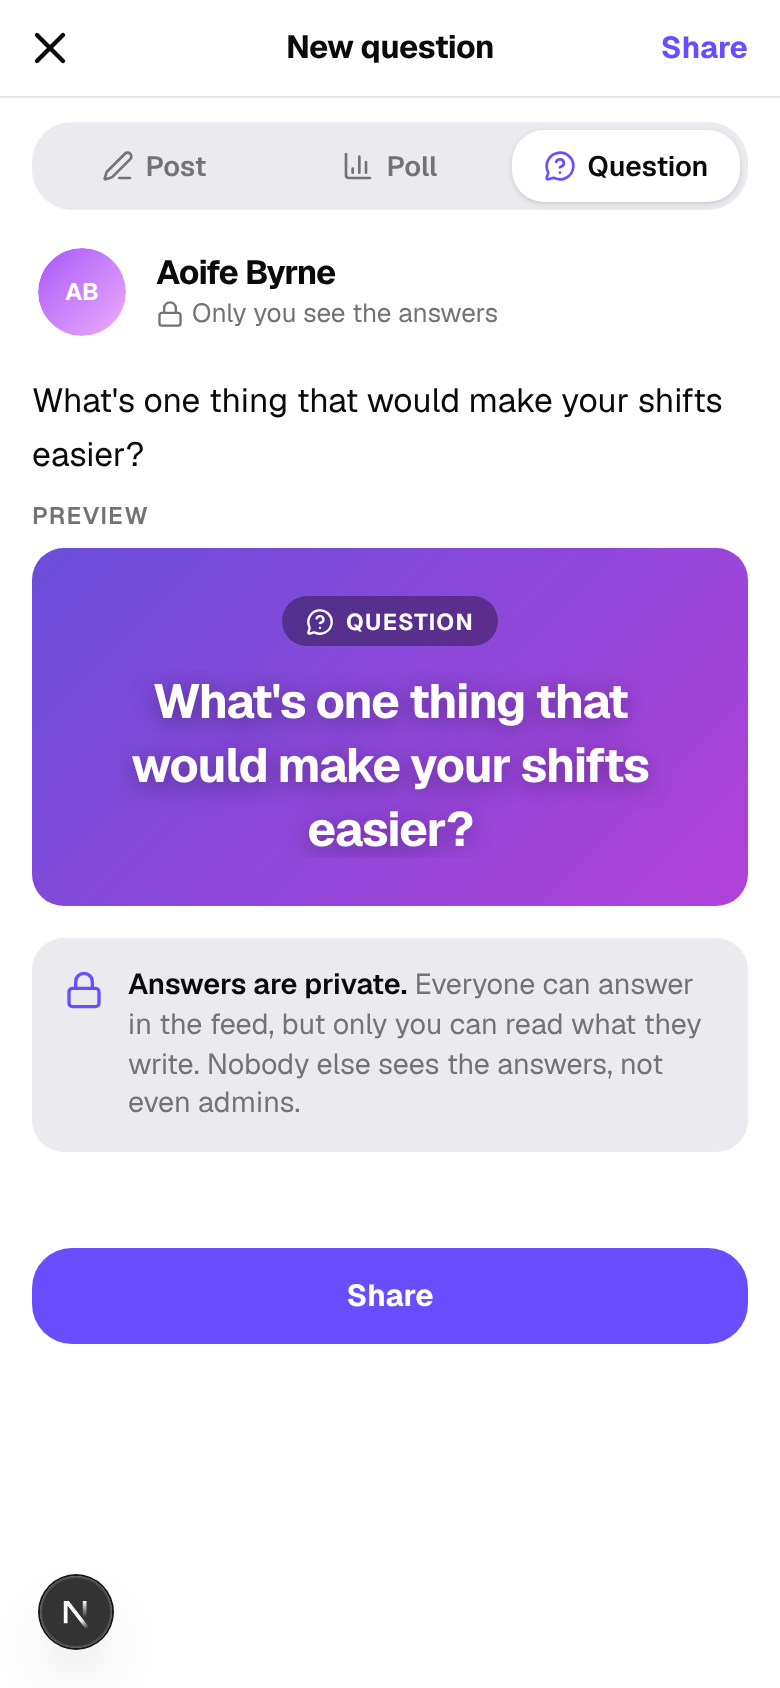 New question
Share
Post
Poll
Question
AB
Aoife Byrne
Only you see the answers
What's one thing that would make your shifts
easier?
PREVIEW
QUESTION
What's one thing that
would make your shifts
easier?
Answers are private. Everyone can answer
in the feed, but only you can read what they
write. Nobody else sees the answers, not
even admins.
Share
N